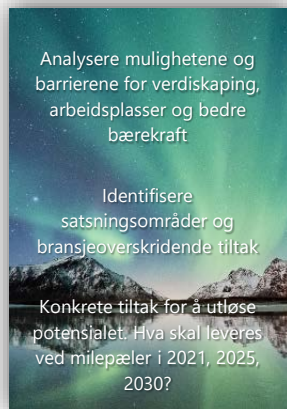 Analysere mulighetene og
barrierene for verdiskaping,
arbeidsplasser og bedre
bærekraft
Identifisere
satsningsområder og
bransjeoverskridende tiltak
Konkrete tiltak for å utløse
potensialet. Hva skal leveres
ved milepæler i 2021, 2025,
2030?